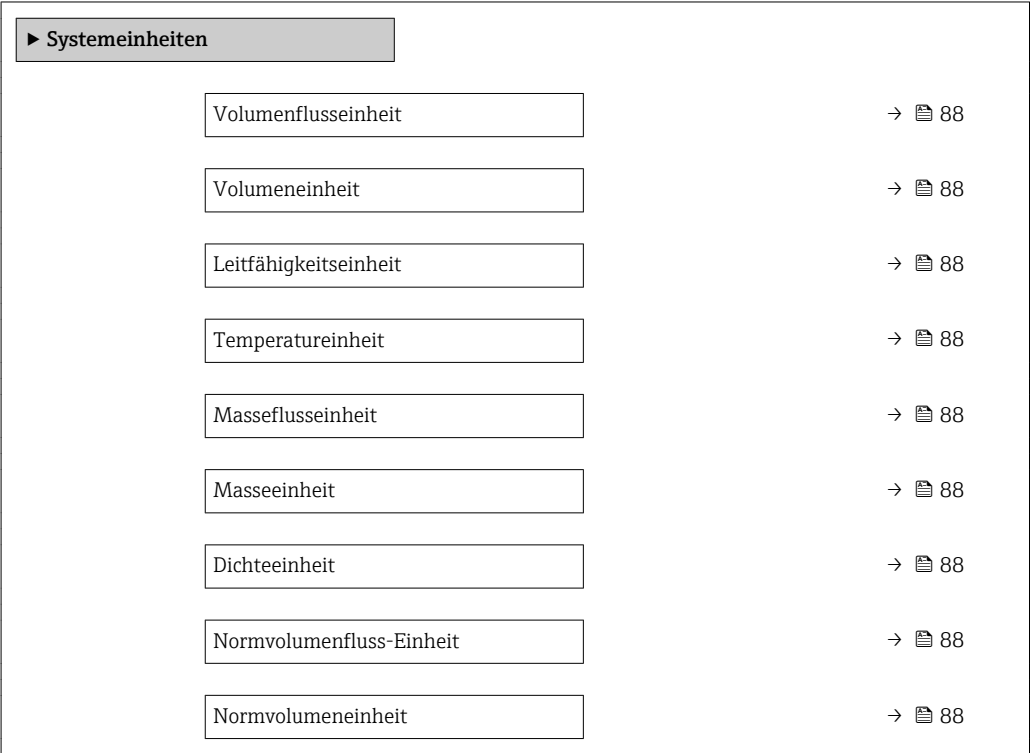 ▶ Systemeinheiten
Volumenflusseinheit → 88
Volumeneinheit → 88
Leitfähigkeitseinheit → 88
Temperatureinheit → 88
Masseflusseinheit → 88
Masseeinheit → 88
Dichteeinheit → 88
Normvolumenfluss-Einheit → 88
Normvolumeneinheit → 88